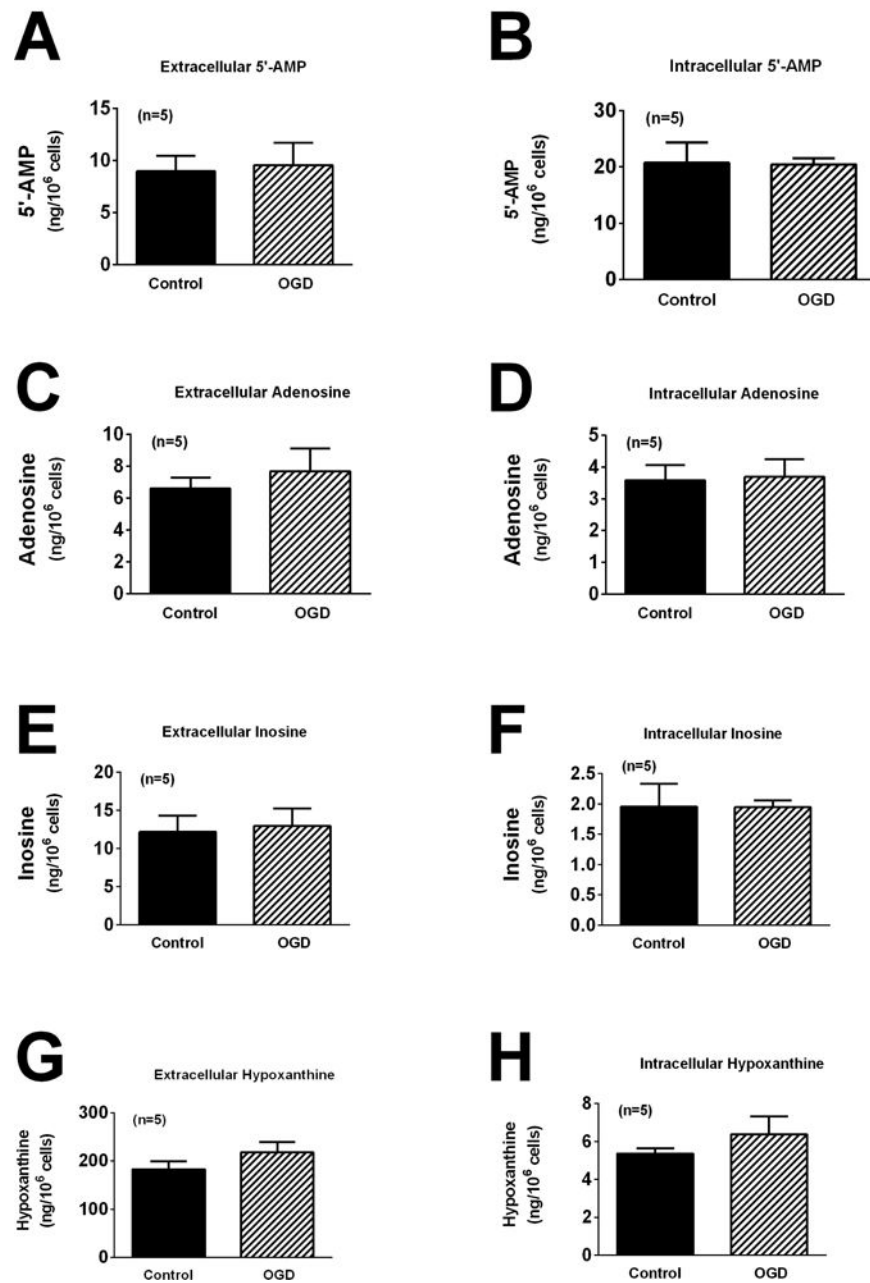 A
Extracellular 5'-AMP
5'-AMP
(ng/10⁶ cells)
15
10
5
0
(n=5)
Control OGD
B
Intracellular 5'-AMP
5'-AMP
(ng/10⁶ cells)
30
20
10
0
(n=5)
Control OGD
C
Extracellular Adenosine
Adenosine
(ng/10⁶ cells)
10
8
6
4
2
0
(n=5)
Control OGD
D
Intracellular Adenosine
Adenosine
(ng/10⁶ cells)
5
4
3
2
1
0
(n=5)
Control OGD
E
Extracellular Inosine
Inosine
(ng/10⁶ cells)
20
15
10
5
0
(n=5)
Control OGD
F
Intracellular Inosine
Inosine
(ng/10⁶ cells)
2.5
2.0
1.5
1.0
0.5
0.0
(n=5)
Control OGD
G
Extracellular Hypoxanthine
Hypoxanthine
(ng/10⁶ cells)
300
200
100
0
(n=5)
Control OGD
H
Intracellular Hypoxanthine
Hypoxanthine
(ng/10⁶ cells)
8
6
4
2
0
(n=5)
Control OGD